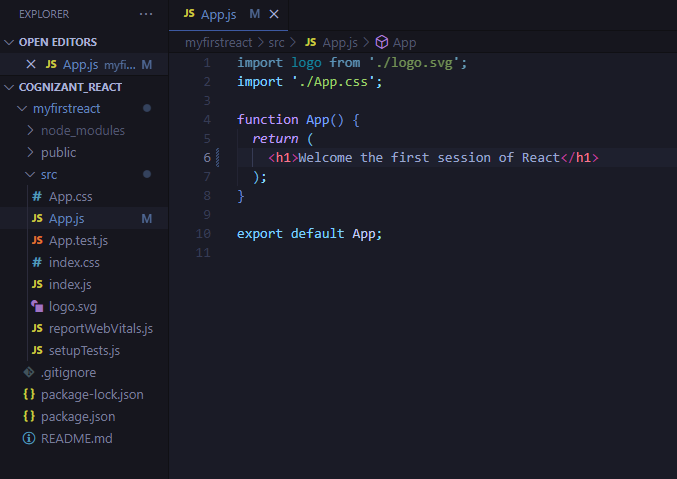 EXPLORER ···
OPEN EDITORS
JS App.js myfi... M
COGNIZANT_REACT
myfirstreact
node_modules
public
src
# App.css
JS App.js M
JS App.test.js
# index.css
JS index.js
logo.svg
JS reportWebVitals.js
JS setupTests.js
.gitignore
{} package-lock.json
{} package.json
README.md
JS App.js M ×
myfirstreact > src > JS App.js > App
1 import logo from './logo.svg';
2 import './App.css';
3
4 function App() {
5 return (
6 <h1>Welcome the first session of React</h1>
7 );
8 }
9
10 export default App;
11